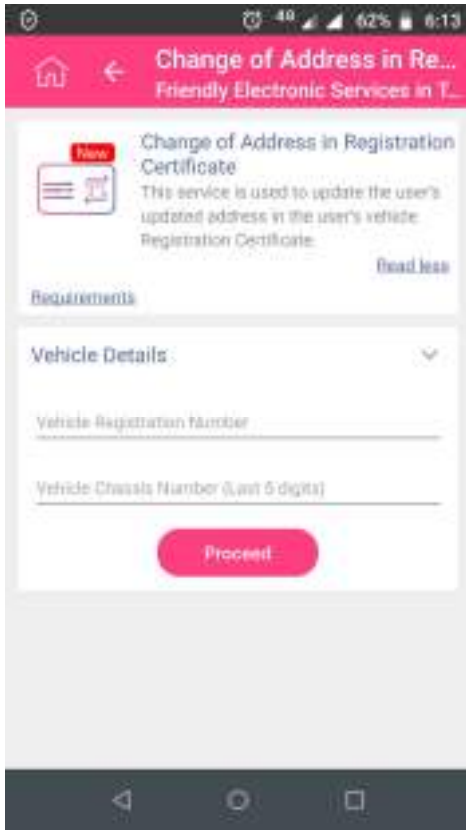 4G 62% 6:13
Change of Address in Re...
Friendly Electronic Services in T...
New
Change of Address in Registration
Certificate
This service is used to update the user's
updated address in the user's vehicle
Registration Certificate.
Read less
Requirements
Vehicle Details
Vehicle Registration Number
Vehicle Chassis Number (Last 5 digits)
Proceed